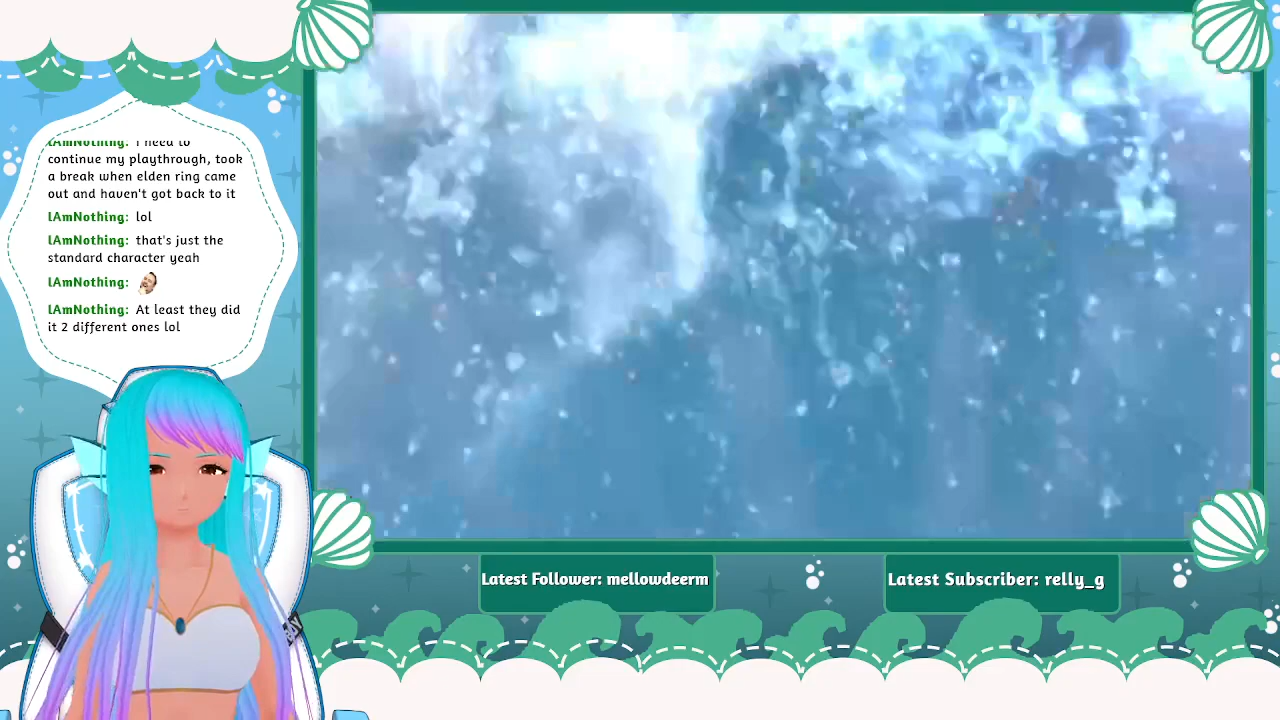 lAmNothing: I need to
continue my playthrough, took
a break when elden ring came
out and haven't got back to it
lAmNothing: lol
lAmNothing: that's just the
standard character yeah
lAmNothing:
lAmNothing: At least they did
it 2 different ones lol
Latest Follower: mellowdeerm
Latest Subscriber: relly_g